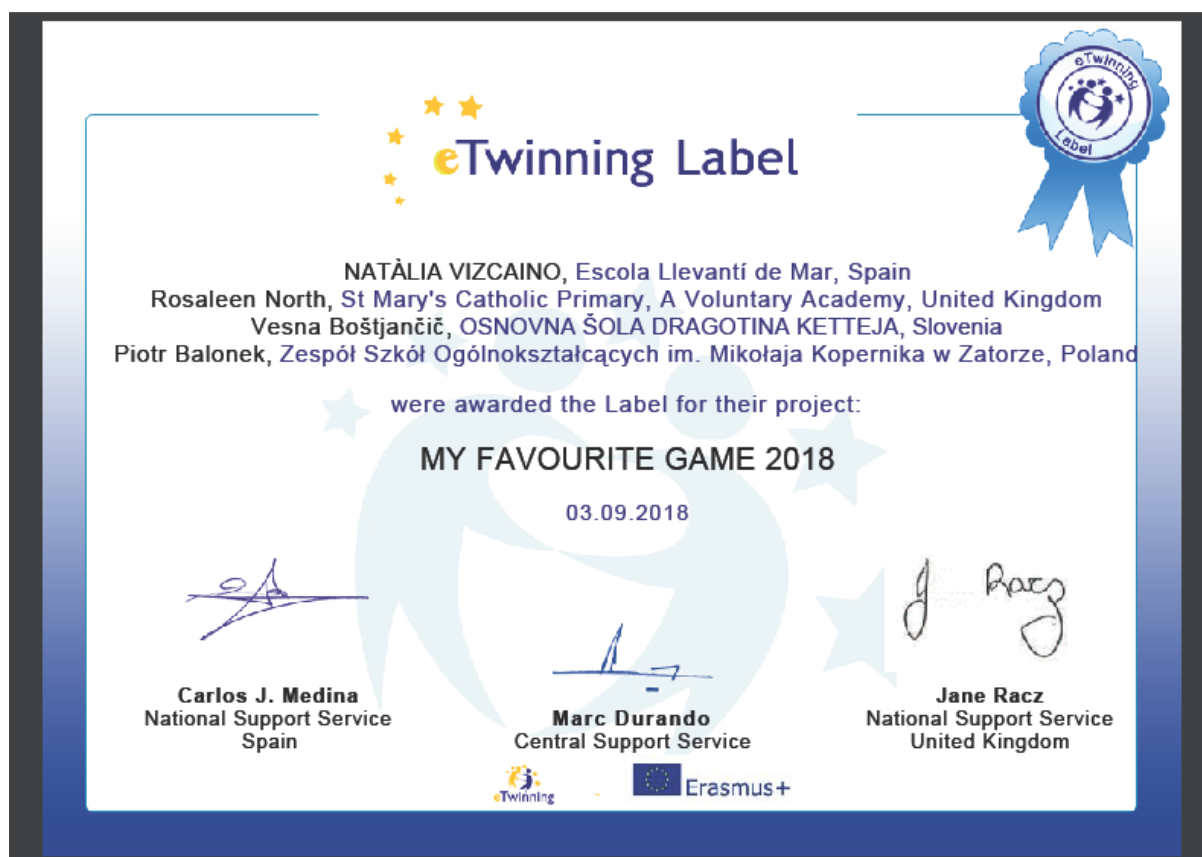 eTwinning Label
eTwinning
Label
NATÀLIA VIZCAINO, Escola Llevantí de Mar, Spain
Rosaleen North, St Mary's Catholic Primary, A Voluntary Academy, United Kingdom
Vesna Boštjančič, OSNOVNA ŠOLA DRAGOTINA KETTEJA, Slovenia
Piotr Balonek, Zespół Szkół Ogólnokształcących im. Mikołaja Kopernika w Zatorze, Poland
were awarded the Label for their project:
MY FAVOURITE GAME 2018
03.09.2018
J Racz
Carlos J. Medina
National Support Service
Spain
Marc Durando
Central Support Service
Jane Racz
National Support Service
United Kingdom
eTwinning
Erasmus+